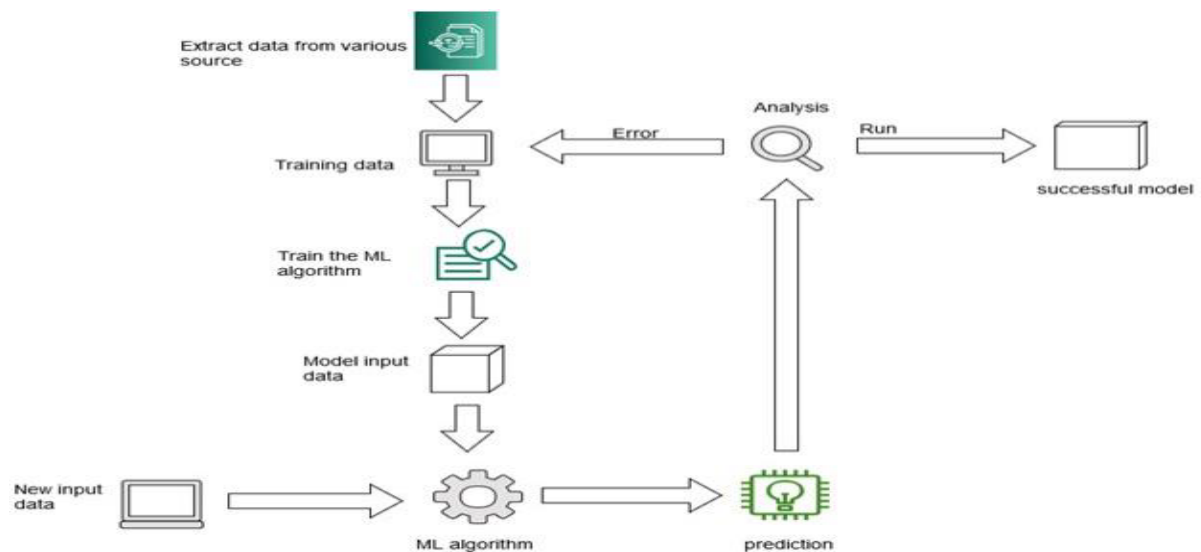 Extract data from various
source
Analysis
Error
Run
Training data
successful model
Train the ML
algorithm
Model input
data
New input
data
ML algorithm
prediction